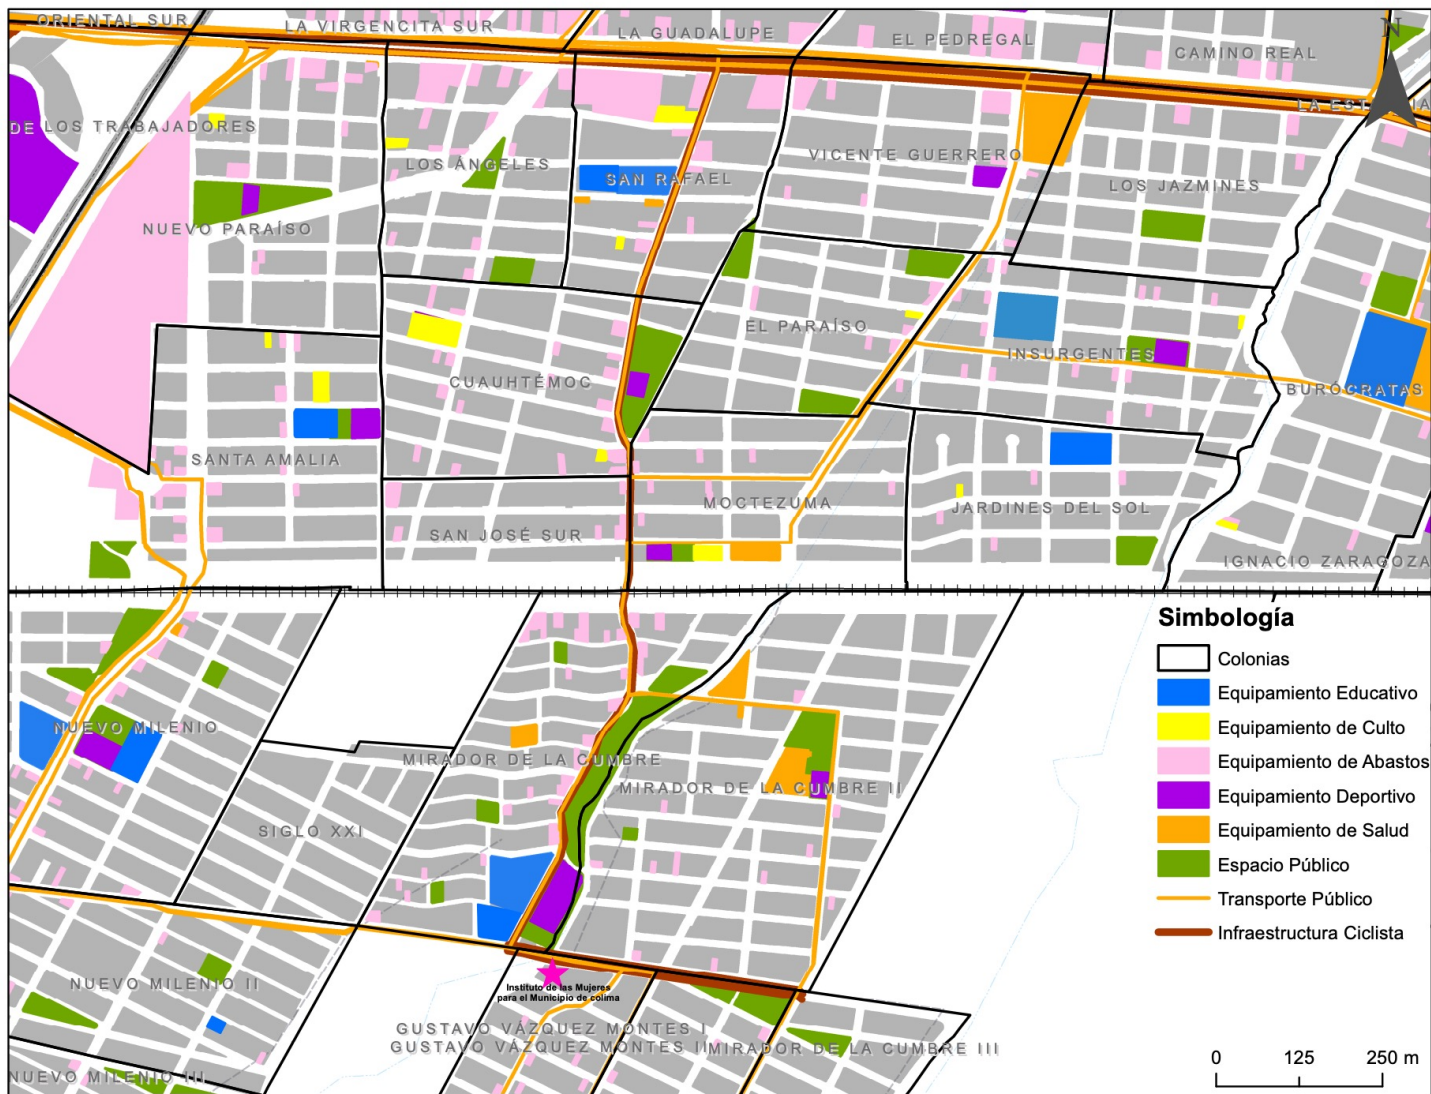 ORIENTAL SUR
LA VIRGENCITA SUR
LA GUADALUPE
EL PEDREGAL
N
CAMINO REAL
DE LOS TRABAJADORES
LOS ÁNGELES
SAN RAFAEL
VICENTE GUERRERO
LOS JAZMINES
NUEVO PARAÍSO
EL PARAÍSO
INSURGENTES
CUAUHTÉMOC
BURÓCRATAS
SANTA AMALIA
MOCTEZUMA
JARDINES DEL SOL
SAN JOSÉ SUR
IGNACIO ZARAGOZA
NUEVO MILENIO
MIRADOR DE LA CUMBRE
MIRADOR DE LA CUMBRE II
SIGLO XXI
NUEVO MILENIO II
Instituto de las Mujeres
para el Municipio de colima
GUSTAVO VÁZQUEZ MONTES I
GUSTAVO VÁZQUEZ MONTES II
MIRADOR DE LA CUMBRE III
NUEVO MILENIO III
Simbología
Colonias
Equipamiento Educativo
Equipamiento de Culto
Equipamiento de Abastos
Equipamiento Deportivo
Equipamiento de Salud
Espacio Público
Transporte Público
Infraestructura Ciclista
0 125 250 m